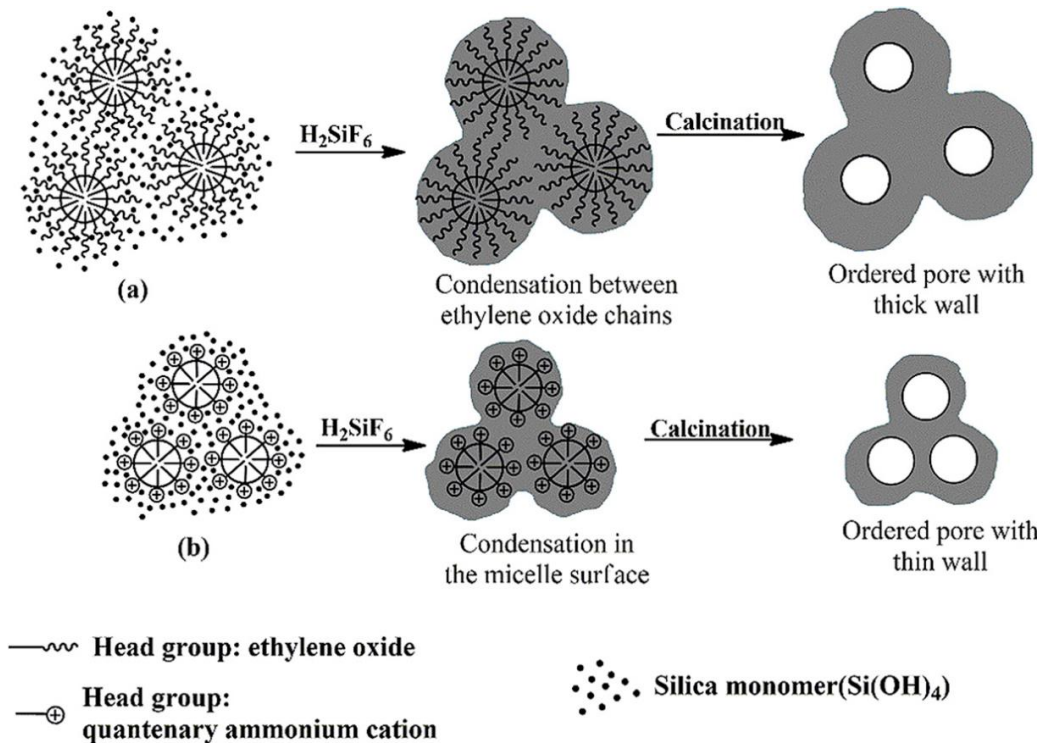 H₂SiF₆
Calcination
(a)
Condensation between
ethylene oxide chains
Ordered pore with
thick wall
H₂SiF₆
Calcination
(b)
Condensation in
the micelle surface
Ordered pore with
thin wall
Head group: ethylene oxide
Head group:
quantenary ammonium cation
Silica monomer(Si(OH)₄)